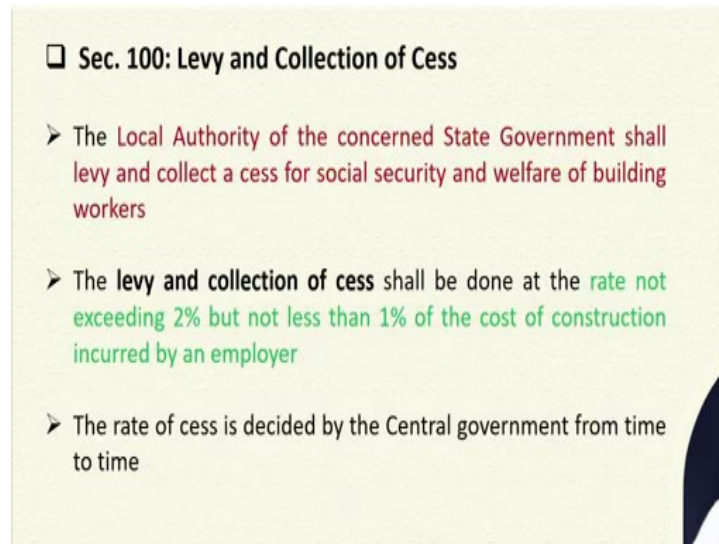 ❑ Sec. 100: Levy and Collection of Cess
➢ The Local Authority of the concerned State Government shall
levy and collect a cess for social security and welfare of building
workers
➢ The levy and collection of cess shall be done at the rate not
exceeding 2% but not less than 1% of the cost of construction
incurred by an employer
➢ The rate of cess is decided by the Central government from time
to time